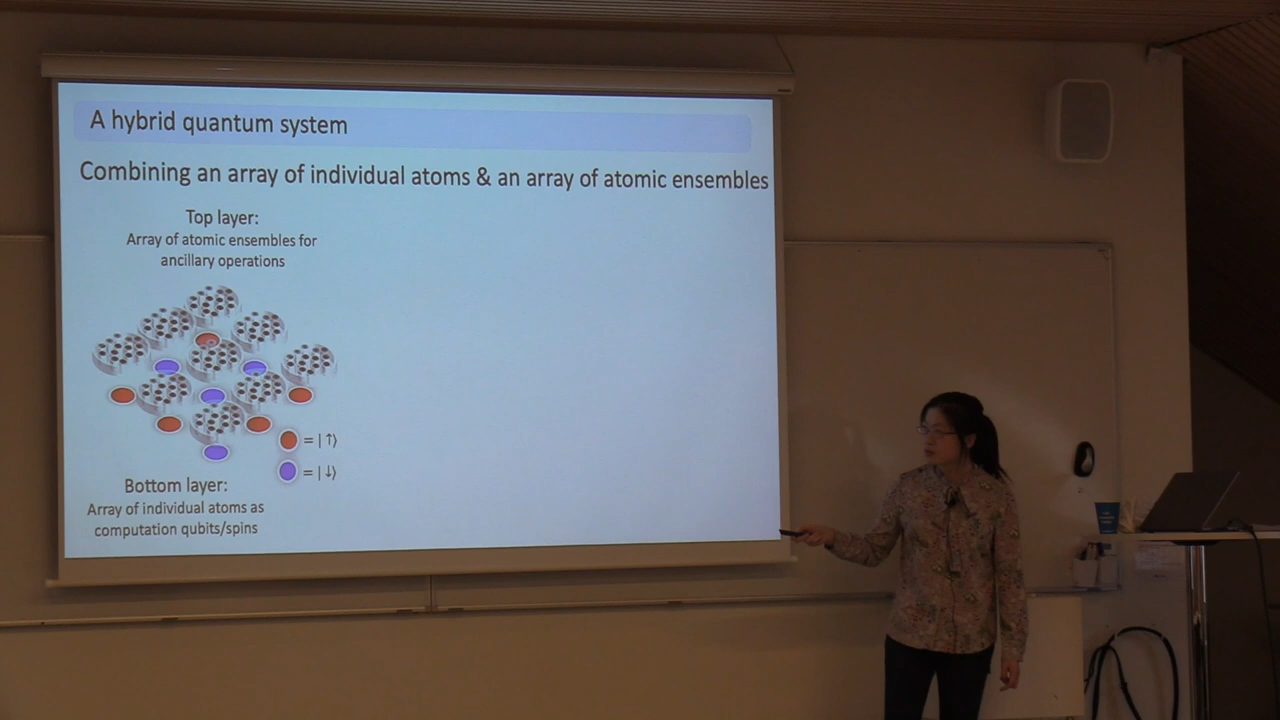 A hybrid quantum system
Combining an array of individual atoms & an array of atomic ensembles
Top layer:
Array of atomic ensembles for
ancillary operations
= | ↑⟩
= | ↓⟩
Bottom layer:
Array of individual atoms as
computation qubits/spins